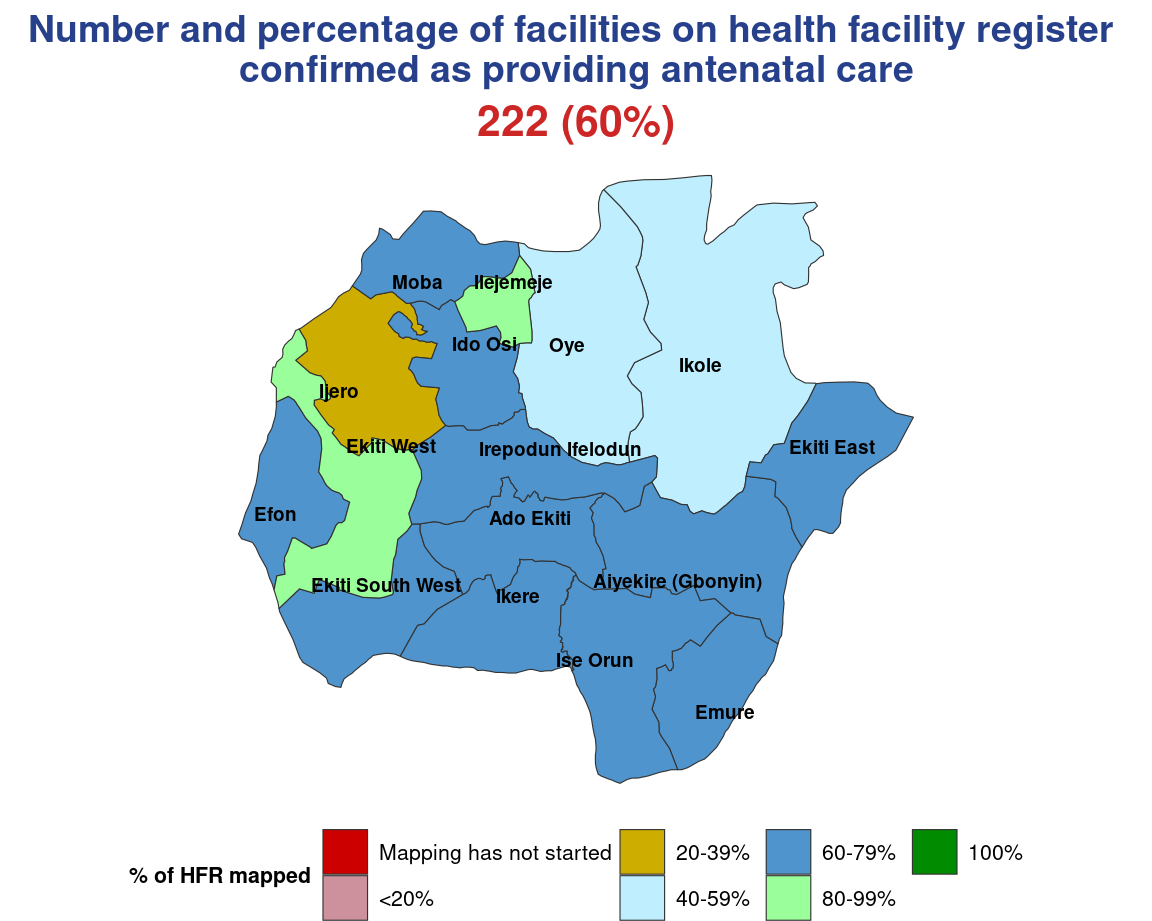 Number and percentage of facilities on health facility register
confirmed as providing antenatal care
222 (60%)
Moba
Ilejemeje
Ido Osi
Oye
Ikole
Ijero
Ekiti West
Irepodun Ifelodun
Ekiti East
Efon
Ado Ekiti
Ekiti South West
Ikere
Aiyekire (Gbonyin)
Ise Orun
Emure
% of HFR mapped
Mapping has not started
<20%
20-39%
40-59%
60-79%
80-99%
100%